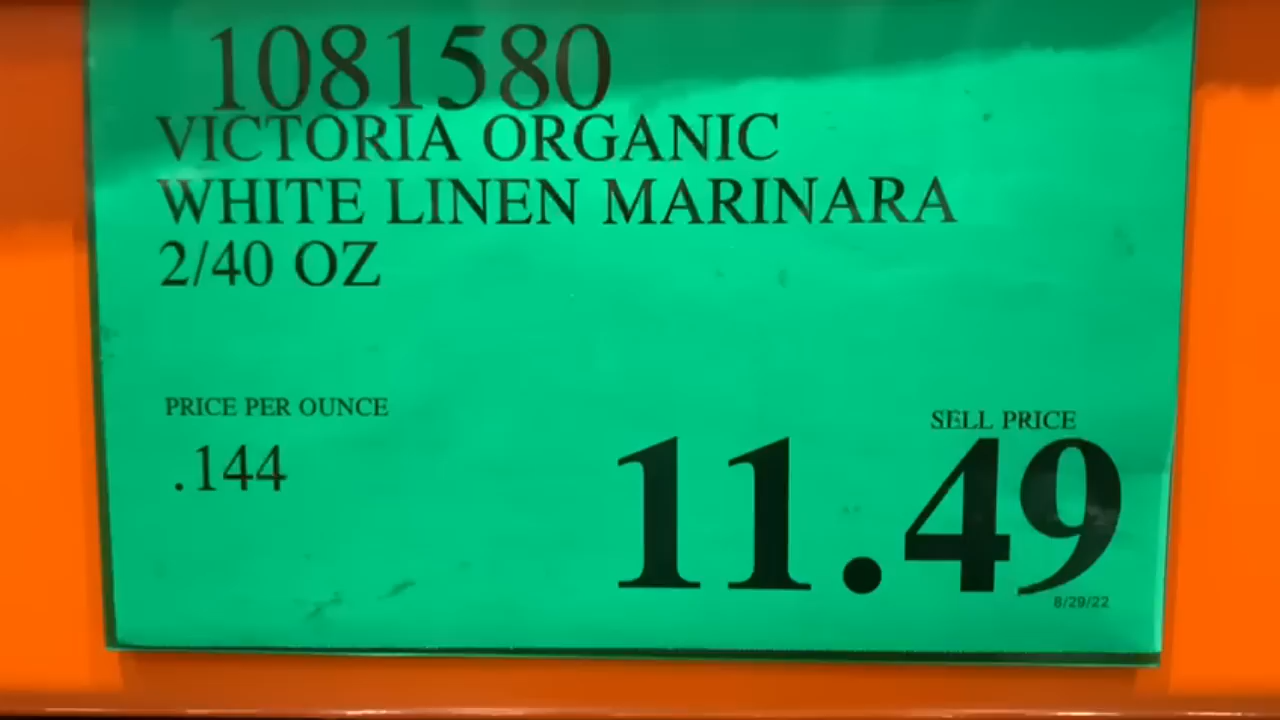 1081580
VICTORIA ORGANIC
WHITE LINEN MARINARA
2/40 OZ
PRICE PER OUNCE
.144
SELL PRICE
11.49
8/29/22